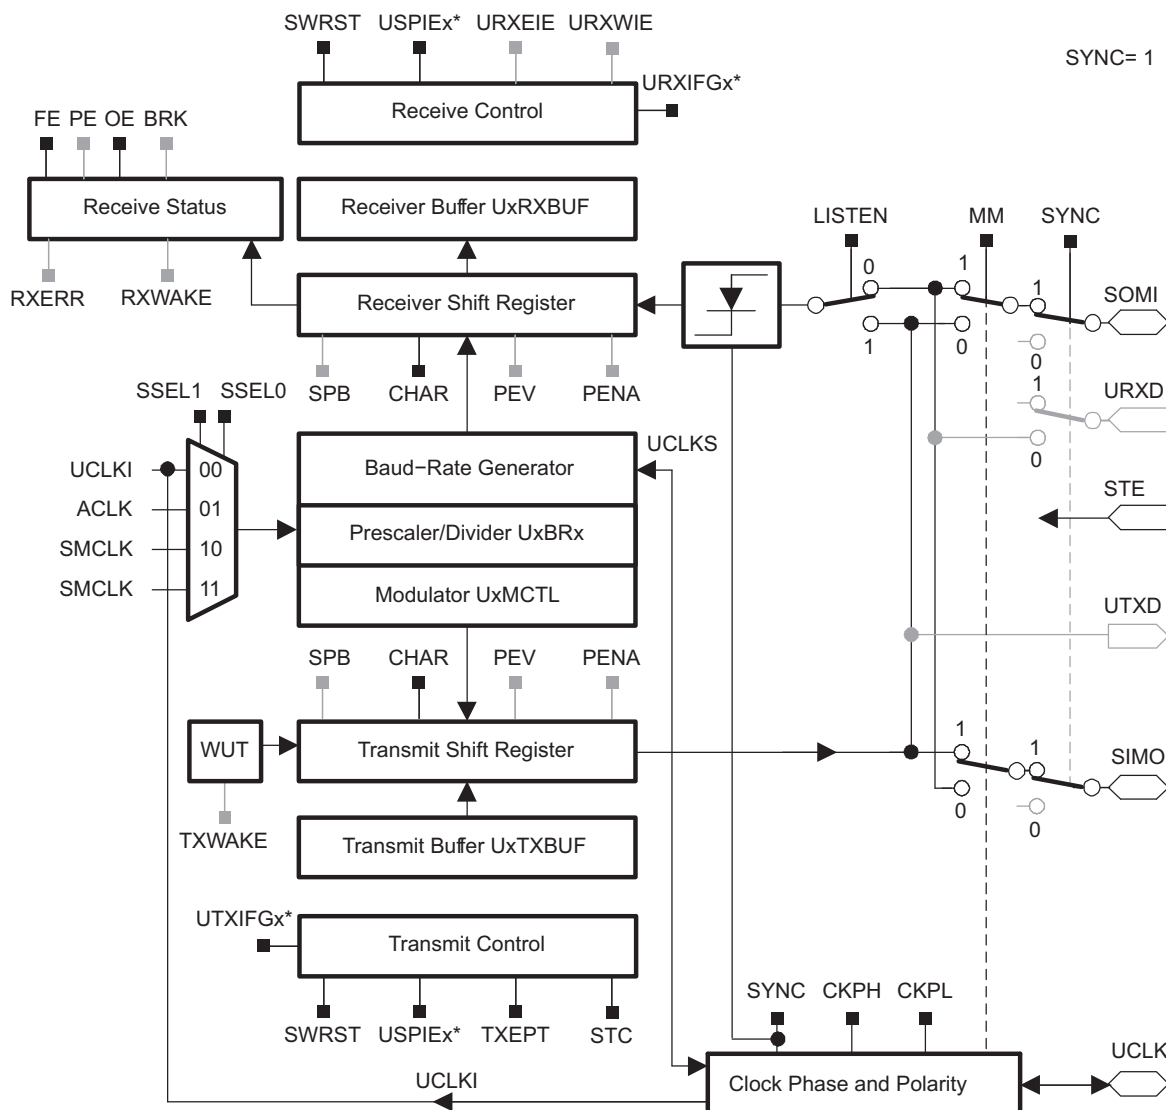 SWRST USPIEx* URXEIE URXWIE
SYNC= 1
URXIFGx*
Receive Control
FE PE OE BRK
Receive Status
Receiver Buffer UxRXBUF
LISTEN MM SYNC
RXERR RXWAKE
Receiver Shift Register
0 1 1
SOMI
1 0 0
SPB CHAR PEV PENA
SSEL1 SSEL0
1
URXD
0
UCLKS
UCLKI 00
ACLK 01
SMCLK 10
SMCLK 11
Baud−Rate Generator
Prescaler/Divider UxBRx
Modulator UxMCTL
STE
UTXD
SPB CHAR PEV PENA
WUT
Transmit Shift Register
1 1
SIMO
0 0
TXWAKE
Transmit Buffer UxTXBUF
UTXIFGx*
Transmit Control
SWRST USPIEx* TXEPT STC
SYNC CKPH CKPL
UCLK
UCLKI
Clock Phase and Polarity